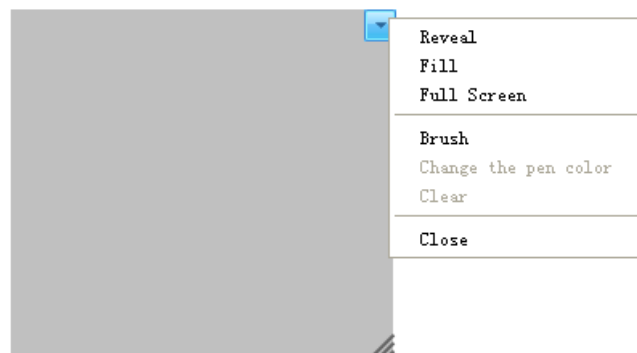 Reveal
Fill
Full Screen
Brush
Change the pen color
Clear
Close